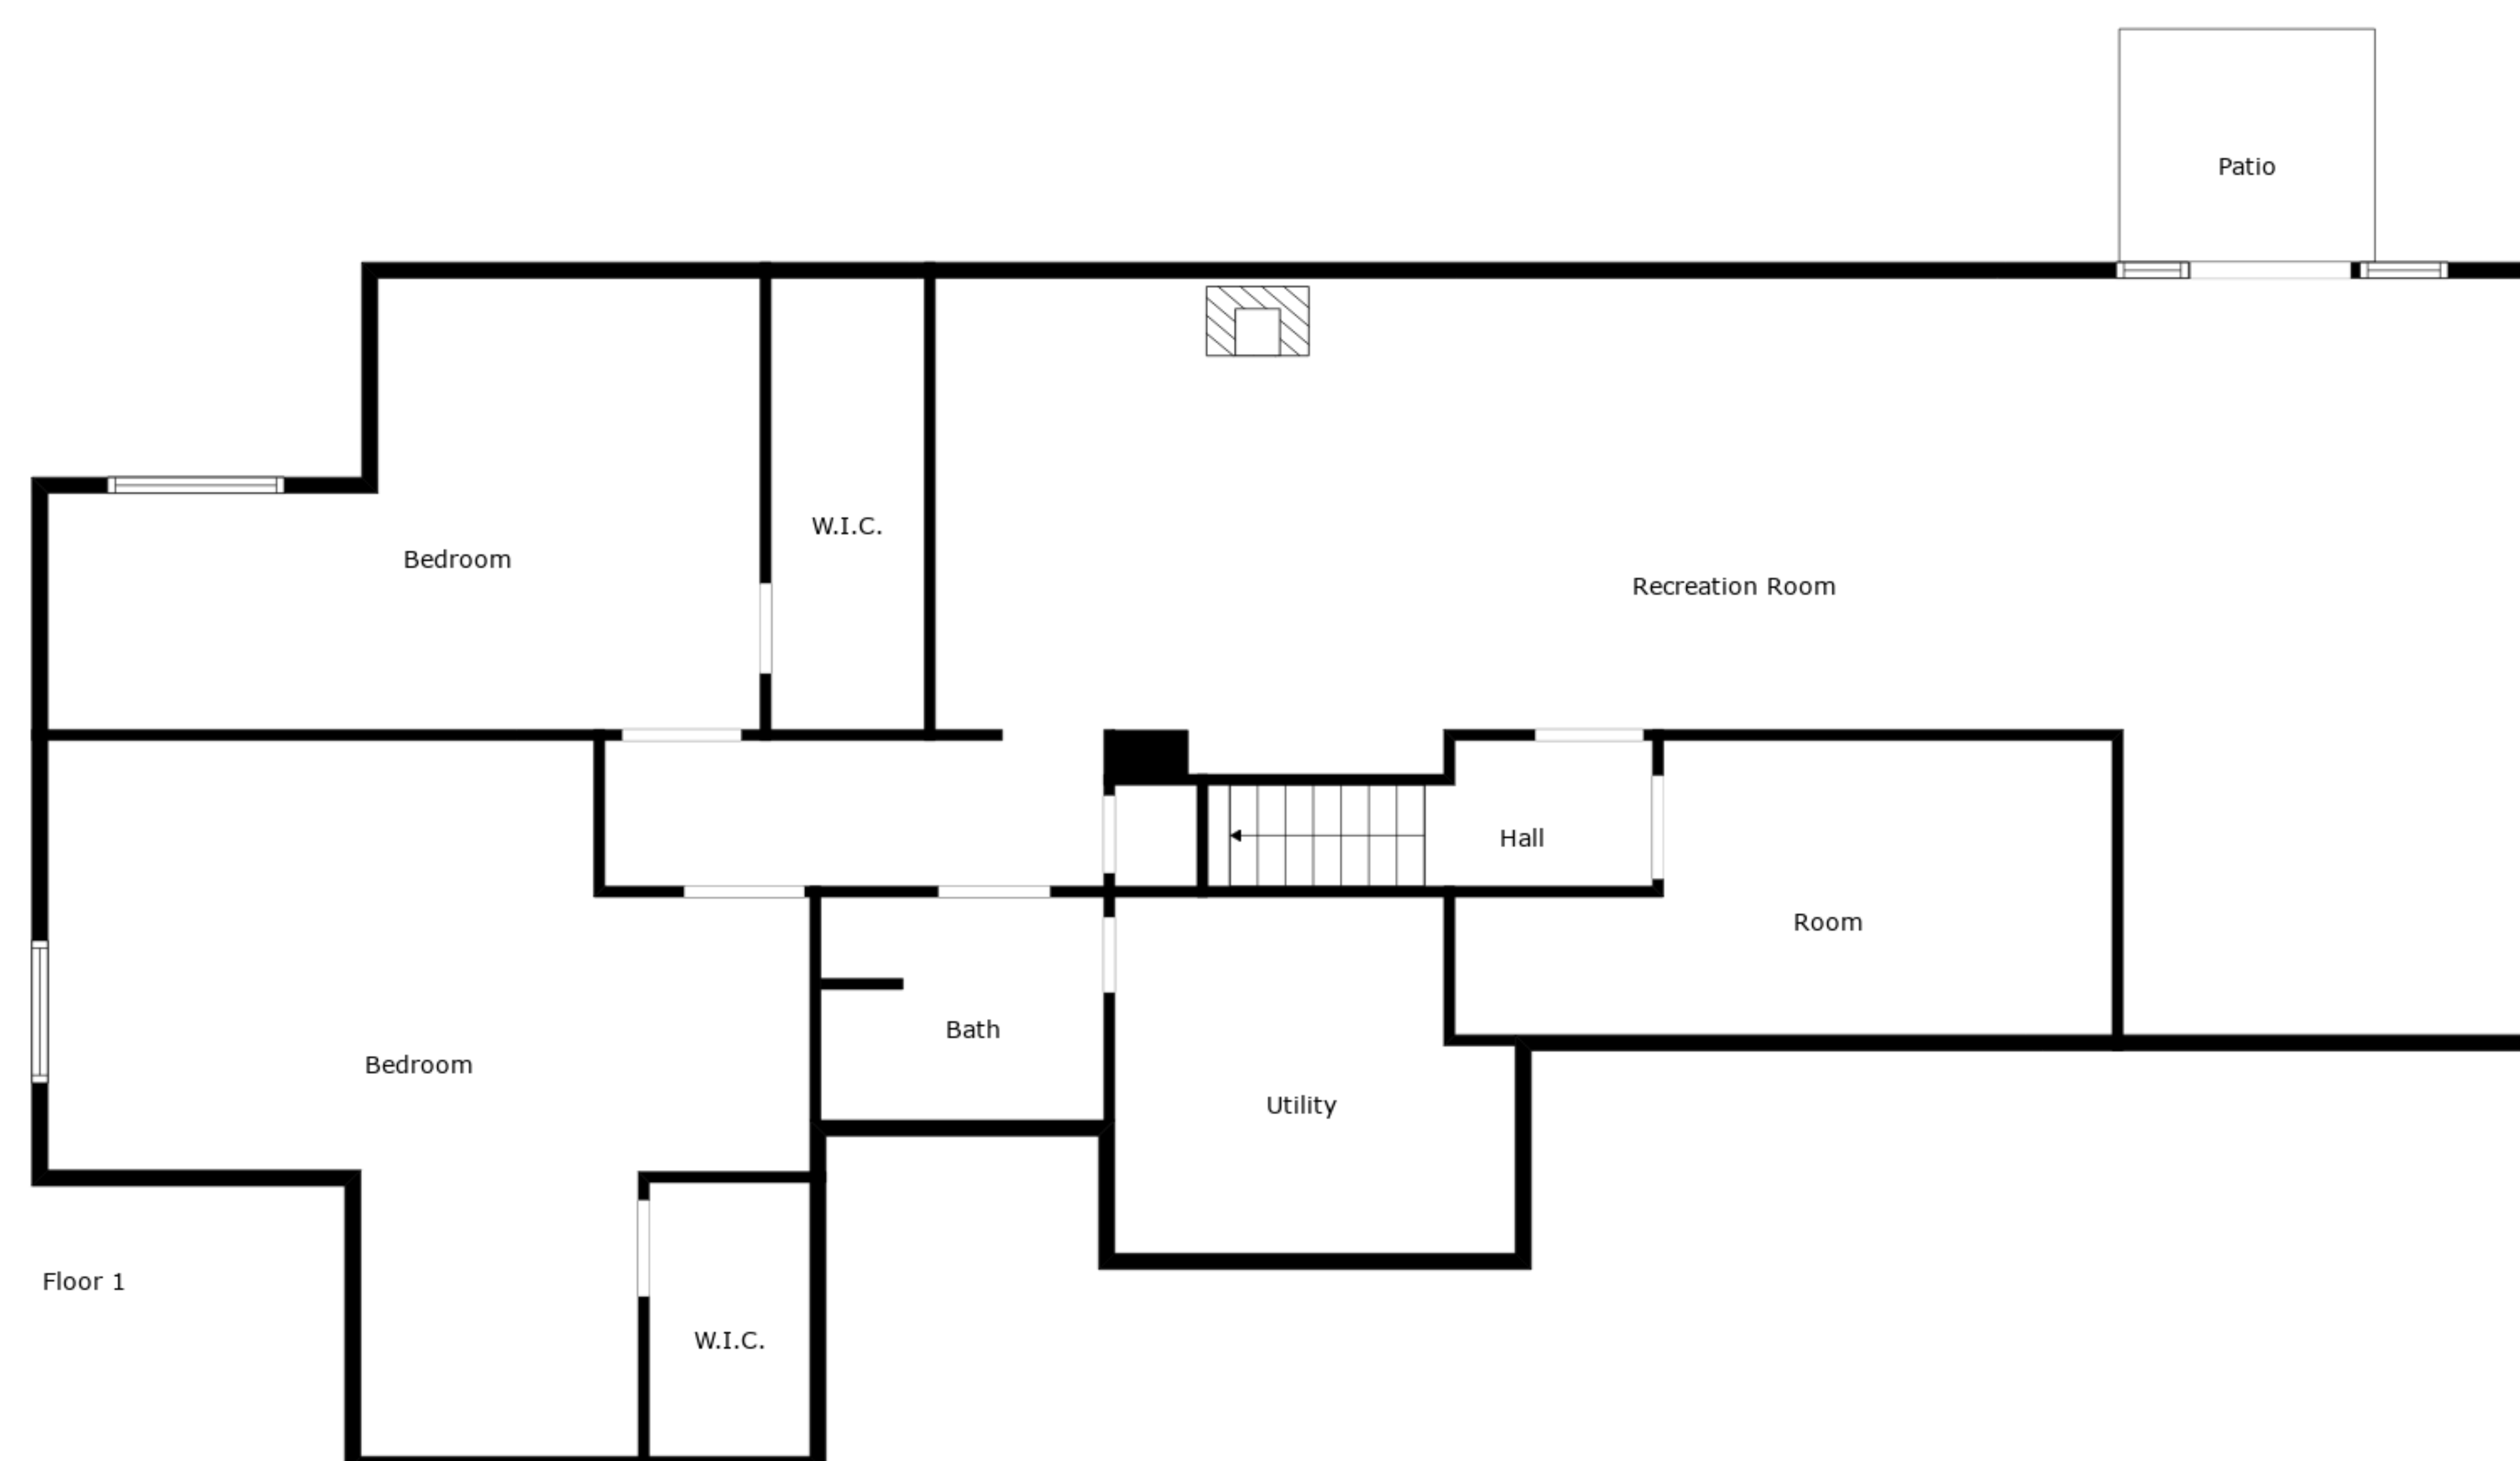 Patio
W.I.C.
Bedroom
Recreation Room
Hall
Room
Bath
Bedroom
Utility
Floor 1
W.I.C.